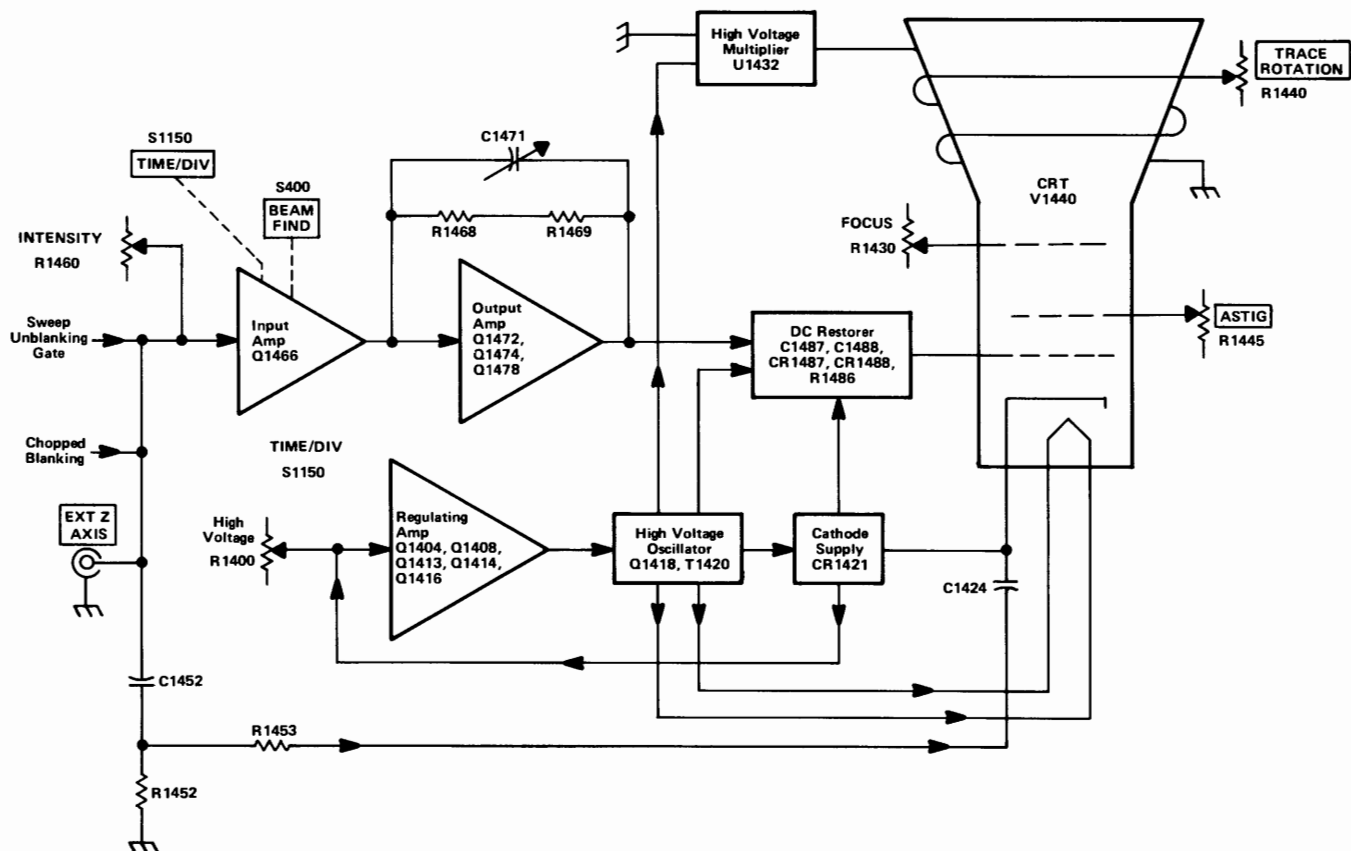 High Voltage
Multiplier
U1432
TRACE
ROTATION
R1440
S1150
TIME/DIV
C1471
S400
BEAM
FIND
R1468
R1469
CRT
V1440
INTENSITY
R1460
FOCUS
R1430
Sweep
Unblanking
Gate
Input
Amp
Q1466
Output
Amp
Q1472,
Q1474,
Q1478
DC Restorer
C1487, C1488,
CR1487, CR1488,
R1486
ASTIG
R1445
Chopped
Blanking
TIME/DIV
S1150
EXT Z
AXIS
High
Voltage
R1400
Regulating
Amp
Q1404, Q1408,
Q1413, Q1414,
Q1416
High Voltage
Oscillator
Q1418, T1420
Cathode
Supply
CR1421
C1424
C1452
R1453
R1452